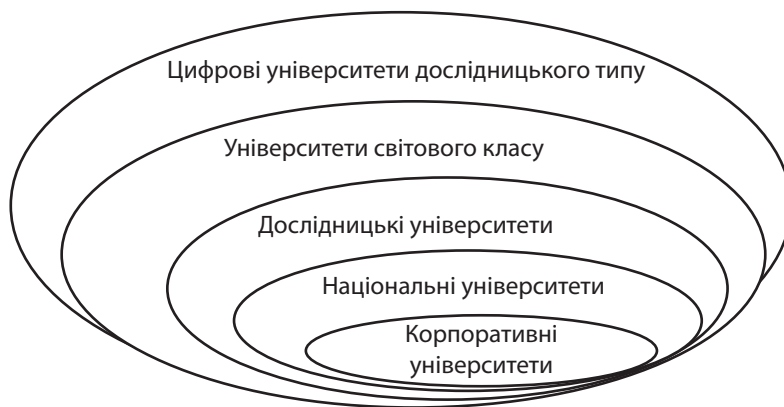 Цифрові університети дослідницького типу
Університети світового класу
Дослідницькі університети
Національні університети
Корпоративні
університети